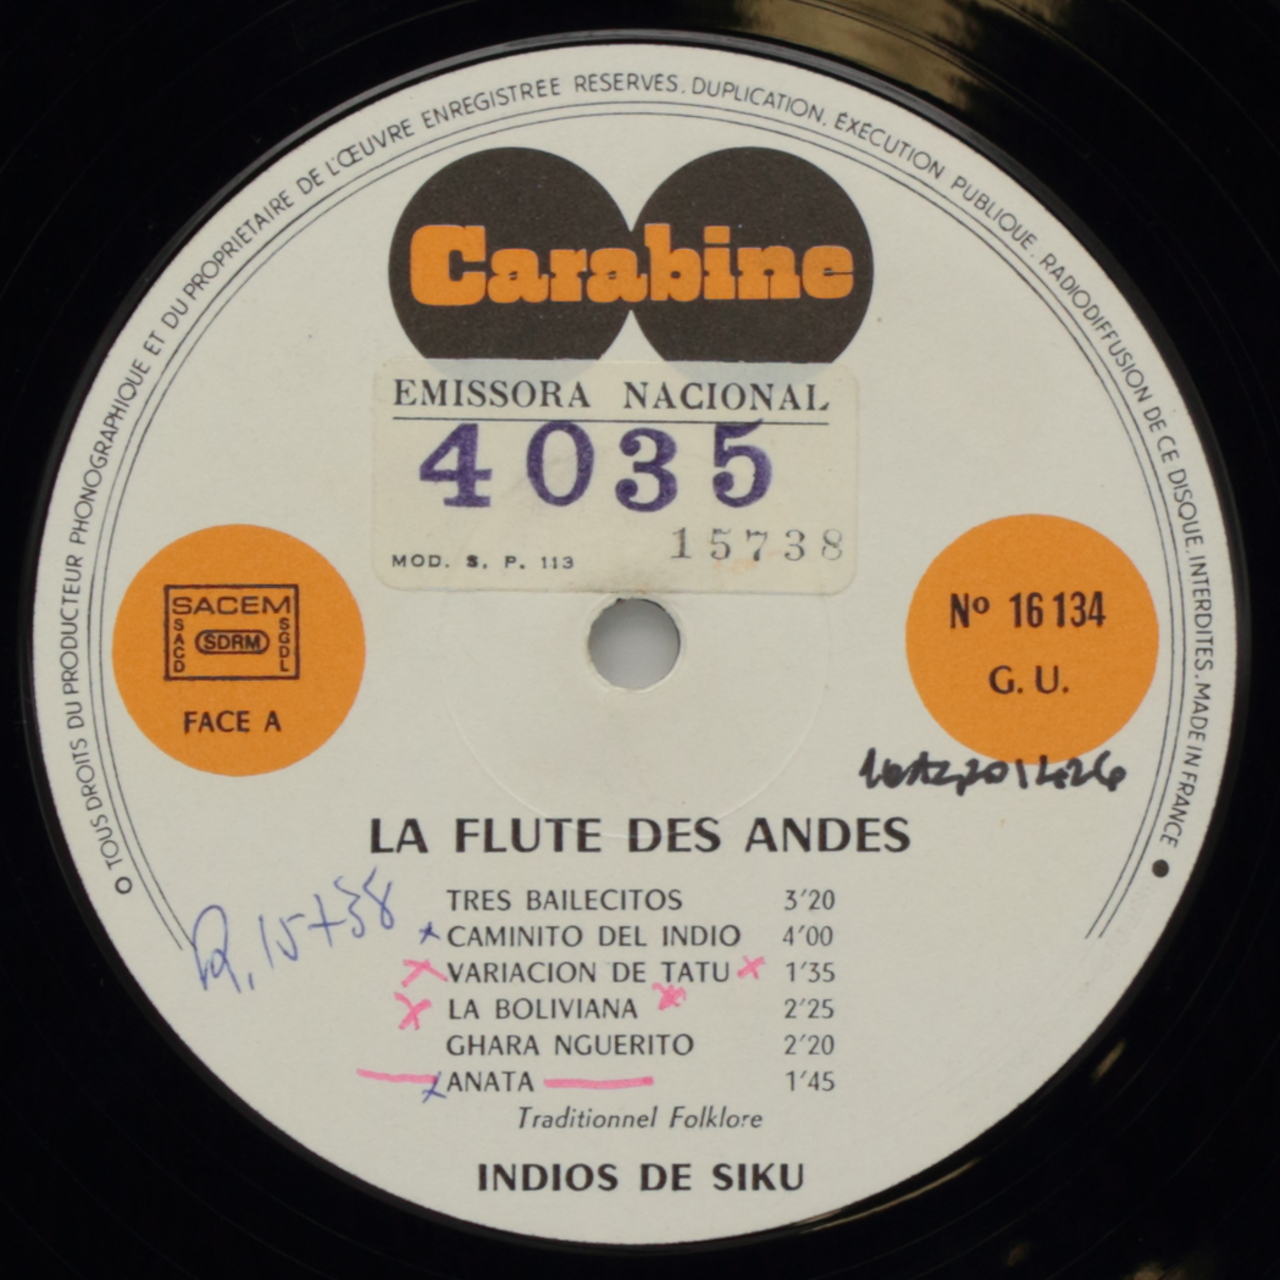 O TOUS DROITS DU PRODUCTEUR PHONOGRAPHIQUE ET DU PROPRIETAIRE DE L'ŒUVRE ENREGISTREE RESERVÉS. DUPLICATION, ÉXÉCUTION PUBLIQUE, RADIODIFFUSION DE CE DISQUE, INTERDITES. MADE IN FRANCE ●
Carabine
EMISSORA NACIONAL
4035
15738
MOD. S. P. 113
SACEM
SACD
SDRM
SGDL
FACE A
Nº 16 134
G. U.
LA FLUTE DES ANDES
TRES BAILECITOS 3'20
CAMINITO DEL INDIO 4'00
VARIACION DE TATU 1'35
LA BOLIVIANA 2'25
GHARA NGUERITO 2'20
ANATA 1'45
Traditionnel Folklore
INDIOS DE SIKU